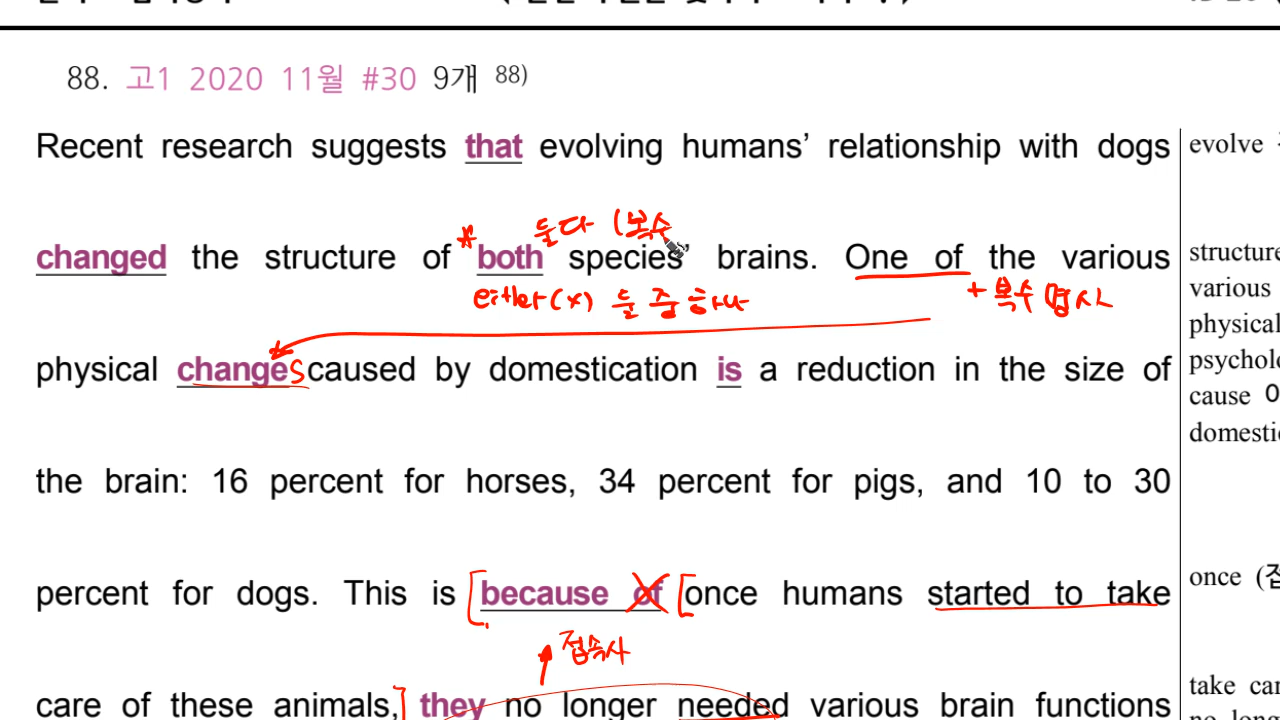 88. 고1 2020 11월 #30 9개 88)
Recent research suggests that evolving humans’ relationship with dogs
evolve
둘다 (복수
changed the structure of *both species’ brains. One of the various
structure
either(x) 둘 중 하나
+ 복수 명사
various
physical
physical changes caused by domestication is a reduction in the size of
cause
the brain: 16 percent for horses, 34 percent for pigs, and 10 to 30
percent for dogs. This is [because of [once humans started to take
once
접속사
care of these animals,] they no longer needed various brain functions